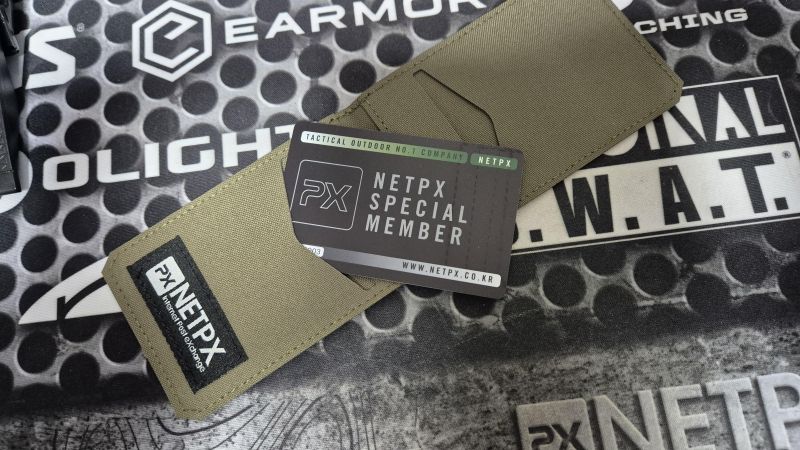 EARMOR
CHING
OLIGHT
ONAL
.W.A.T.®
TACTICAL OUTDOOR NO.1 COMPANY NETPX
PX
NETPX
SPECIAL
MEMBER
WWW.NETPX.CO.KR
PX NETPX
Internet Post eXchange
PX NETP